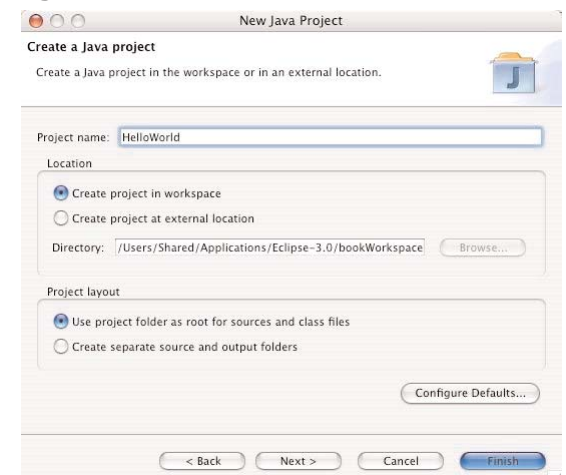 New Java Project
Create a Java project
Create a Java project in the workspace or in an external location.
Project name: HelloWorld
Location
Create project in workspace
Create project at external location
Directory: /Users/Shared/Applications/Eclipse-3.0/bookWorkspace Browse...
Project layout
Use project folder as root for sources and class files
Create separate source and output folders
Configure Defaults...
< Back Next > Cancel Finish